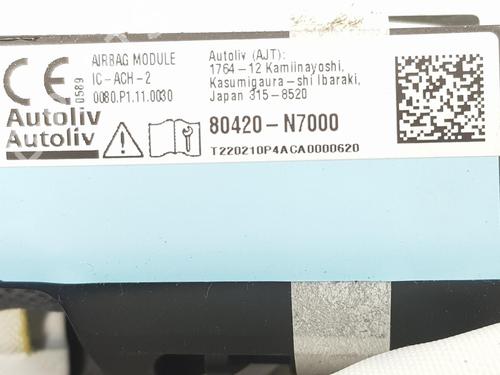 CE
0589
AIRBAG MODULE
IC-ACH-2
0080.P1.11.0030
Autoliv
Autoliv
Autoliv (AJT):
1764-12 Kamiinayoshi,
Kasumigaura-shi Ibaraki,
Japan 315-8520
80420-N7000
T220210P4ACA0000620